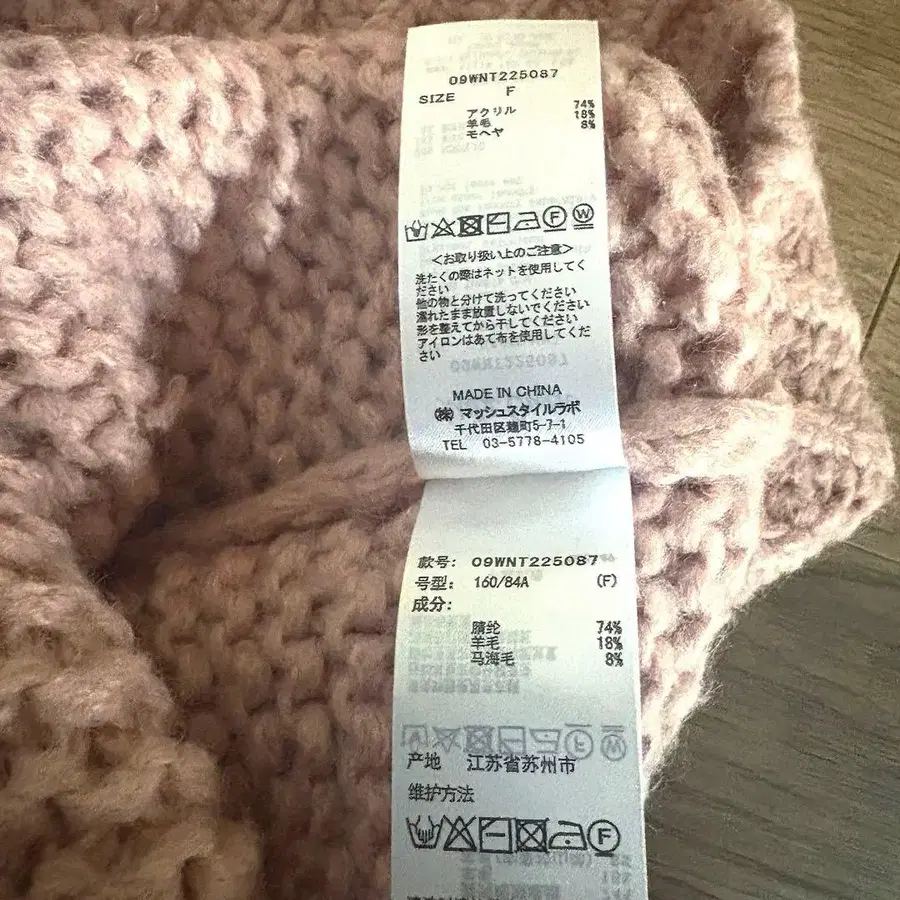 09WNT225087
SIZE F
アクリル 74%
羊毛 18%
モヘヤ 8%
F W
<お取り扱い上のご注意>
洗たくの際はネットを使用してく
ださい
他の物と分けて洗ってください
濡れたまま放置しないでください
形を整えてから干してください
アイロンはあて布を使用してくだ
さい
MADE IN CHINA
(株) マッシュスタイルラボ
千代田区麹町5-7-1
TEL 03-5778-4105
款号: 09WNT225087
号型: 160/84A (F)
成分:
腈纶 74%
羊毛 18%
马海毛 8%
产地 江苏省苏州市
维护方法
F